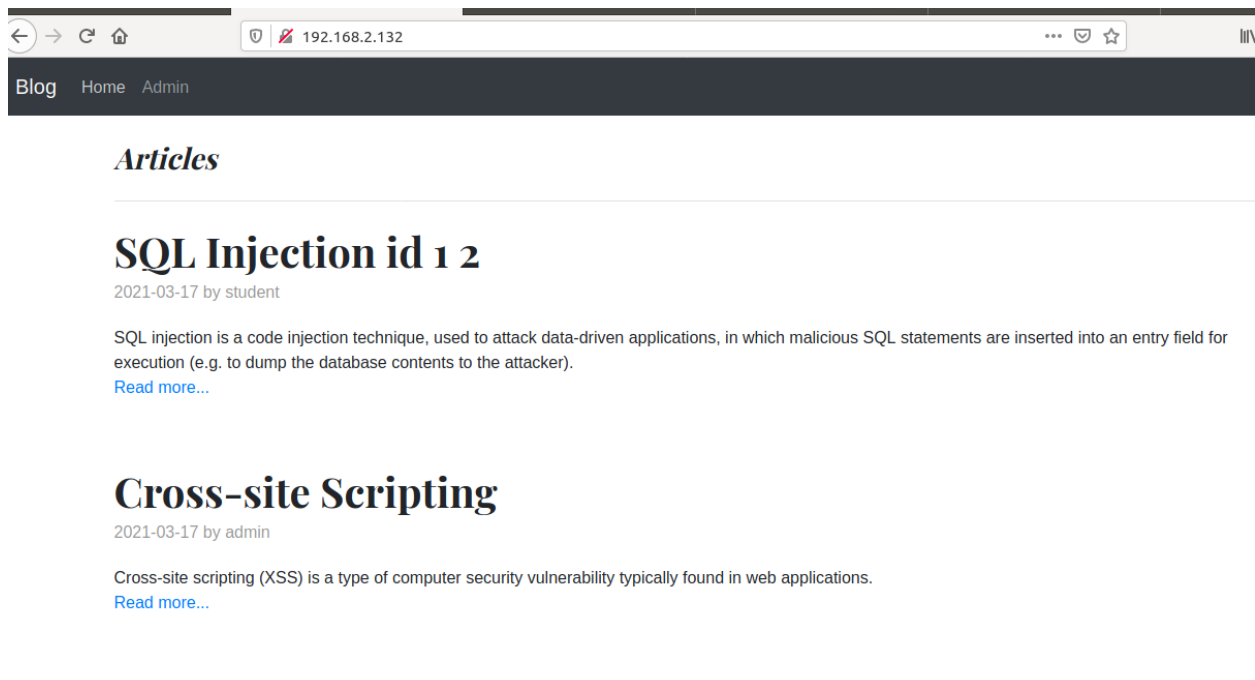 192.168.2.132
Blog Home Admin
Articles
SQL Injection id 1 2
2021-03-17 by student
SQL injection is a code injection technique, used to attack data-driven applications, in which malicious SQL statements are inserted into an entry field for
execution (e.g. to dump the database contents to the attacker).
Read more...
Cross-site Scripting
2021-03-17 by admin
Cross-site scripting (XSS) is a type of computer security vulnerability typically found in web applications.
Read more...